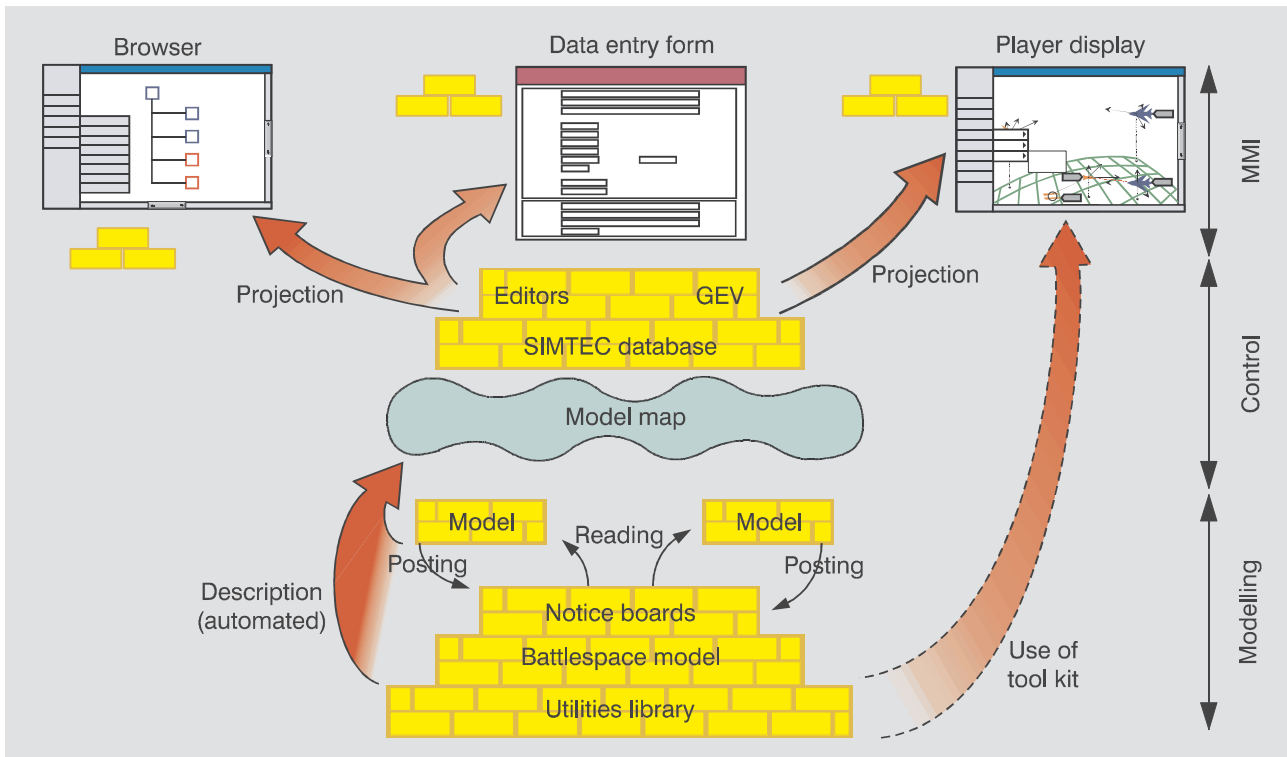 Browser
Data entry form
Player display
MMI
Projection
Editors
GEV
Projection
SIMTEC database
Control
Model map
Model
Model
Reading
Posting
Posting
Description
(automated)
Notice boards
Battlespace model
Utilities library
Use of
tool kit
Modelling